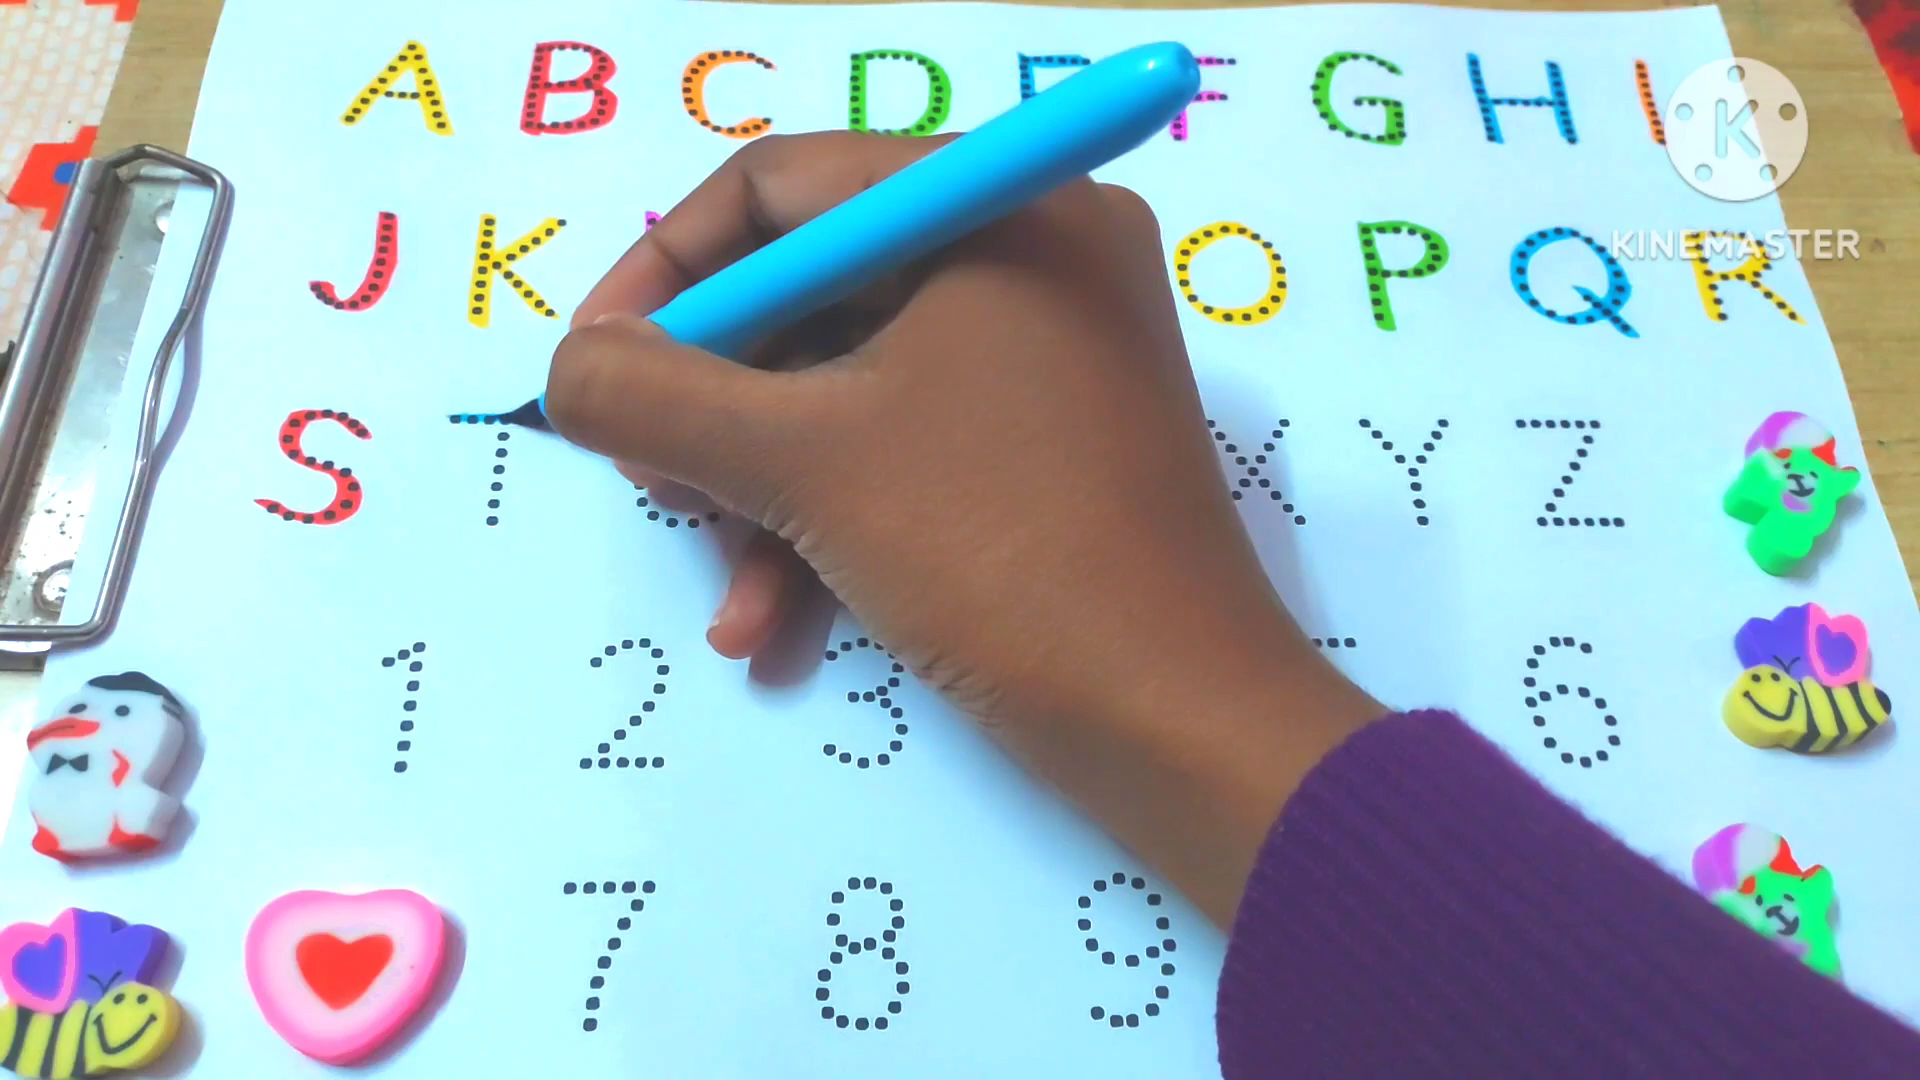 A B C D E F G H I
J K O P Q R
S T U X Y Z
1 2 3 6
7 8 9
K
KINEMASTER